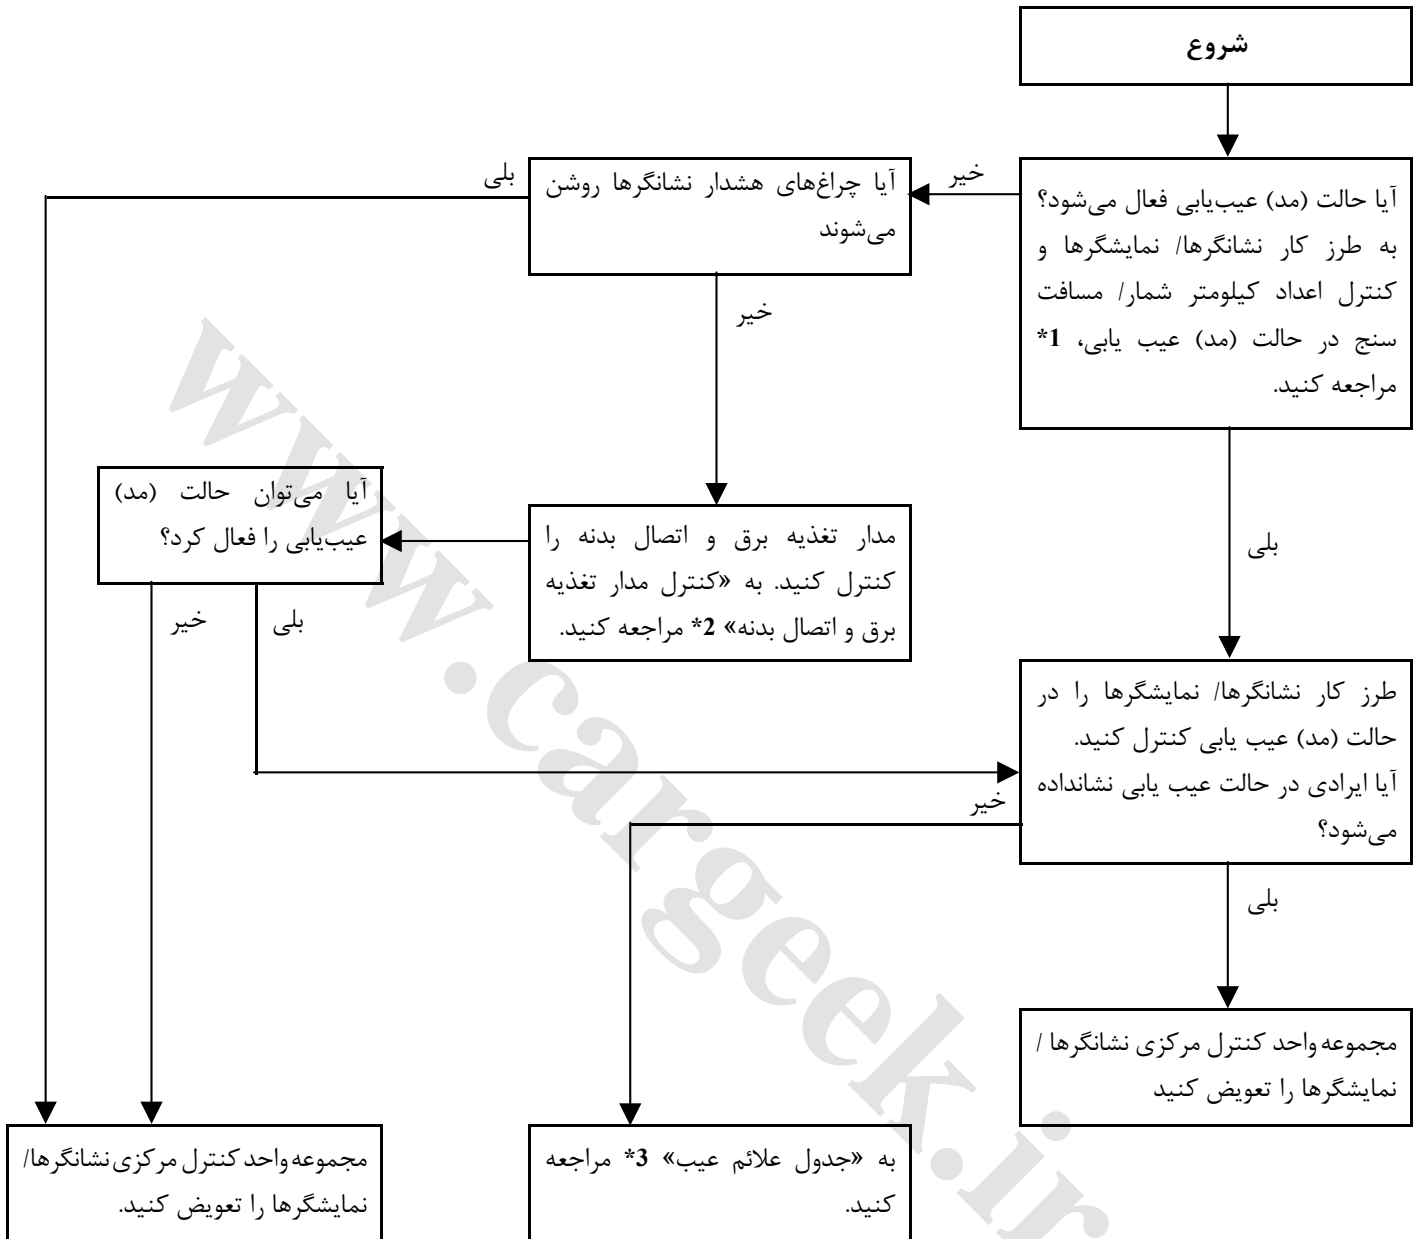 شروع
خیر
بلی
آیا حالت (مد) عیب‌یابی فعال می‌شود؟
به طرز کار نشانگرها/ نمایشگرها و
کنترل اعداد کیلومتر شمار/ مسافت
سنج در حالت (مد) عیب یابی، 1*
مراجعه کنید.
آیا چراغ‌های هشدار نشانگرها روشن
می‌شوند
خیر
آیا می‌توان حالت (مد)
عیب‌یابی را فعال کرد؟
مدار تغذیه برق و اتصال بدنه را
کنترل کنید. به «کنترل مدار تغذیه
برق و اتصال بدنه» 2* مراجعه کنید.
بلی
بلی
خیر
طرز کار نشانگرها/ نمایشگرها را در
حالت (مد) عیب یابی کنترل کنید.
آیا ایرادی در حالت عیب یابی نشانداده
می‌شود؟
خیر
بلی
مجموعه واحد کنترل مرکزی نشانگرها /
نمایشگرها را تعویض کنید
به «جدول علائم عیب» 3* مراجعه
کنید.
مجموعه واحد کنترل مرکزی نشانگرها/
نمایشگرها را تعویض کنید.
www.cargeek.ir